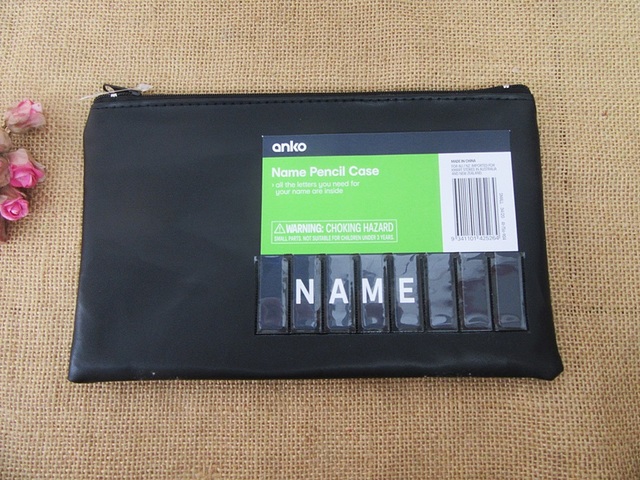 anko
Name Pencil Case
• all the letters you need for
your name are inside
WARNING: CHOKING HAZARD
SMALL PARTS. NOT SUITABLE FOR CHILDREN UNDER 3 YEARS.
MADE IN CHINA
NAME